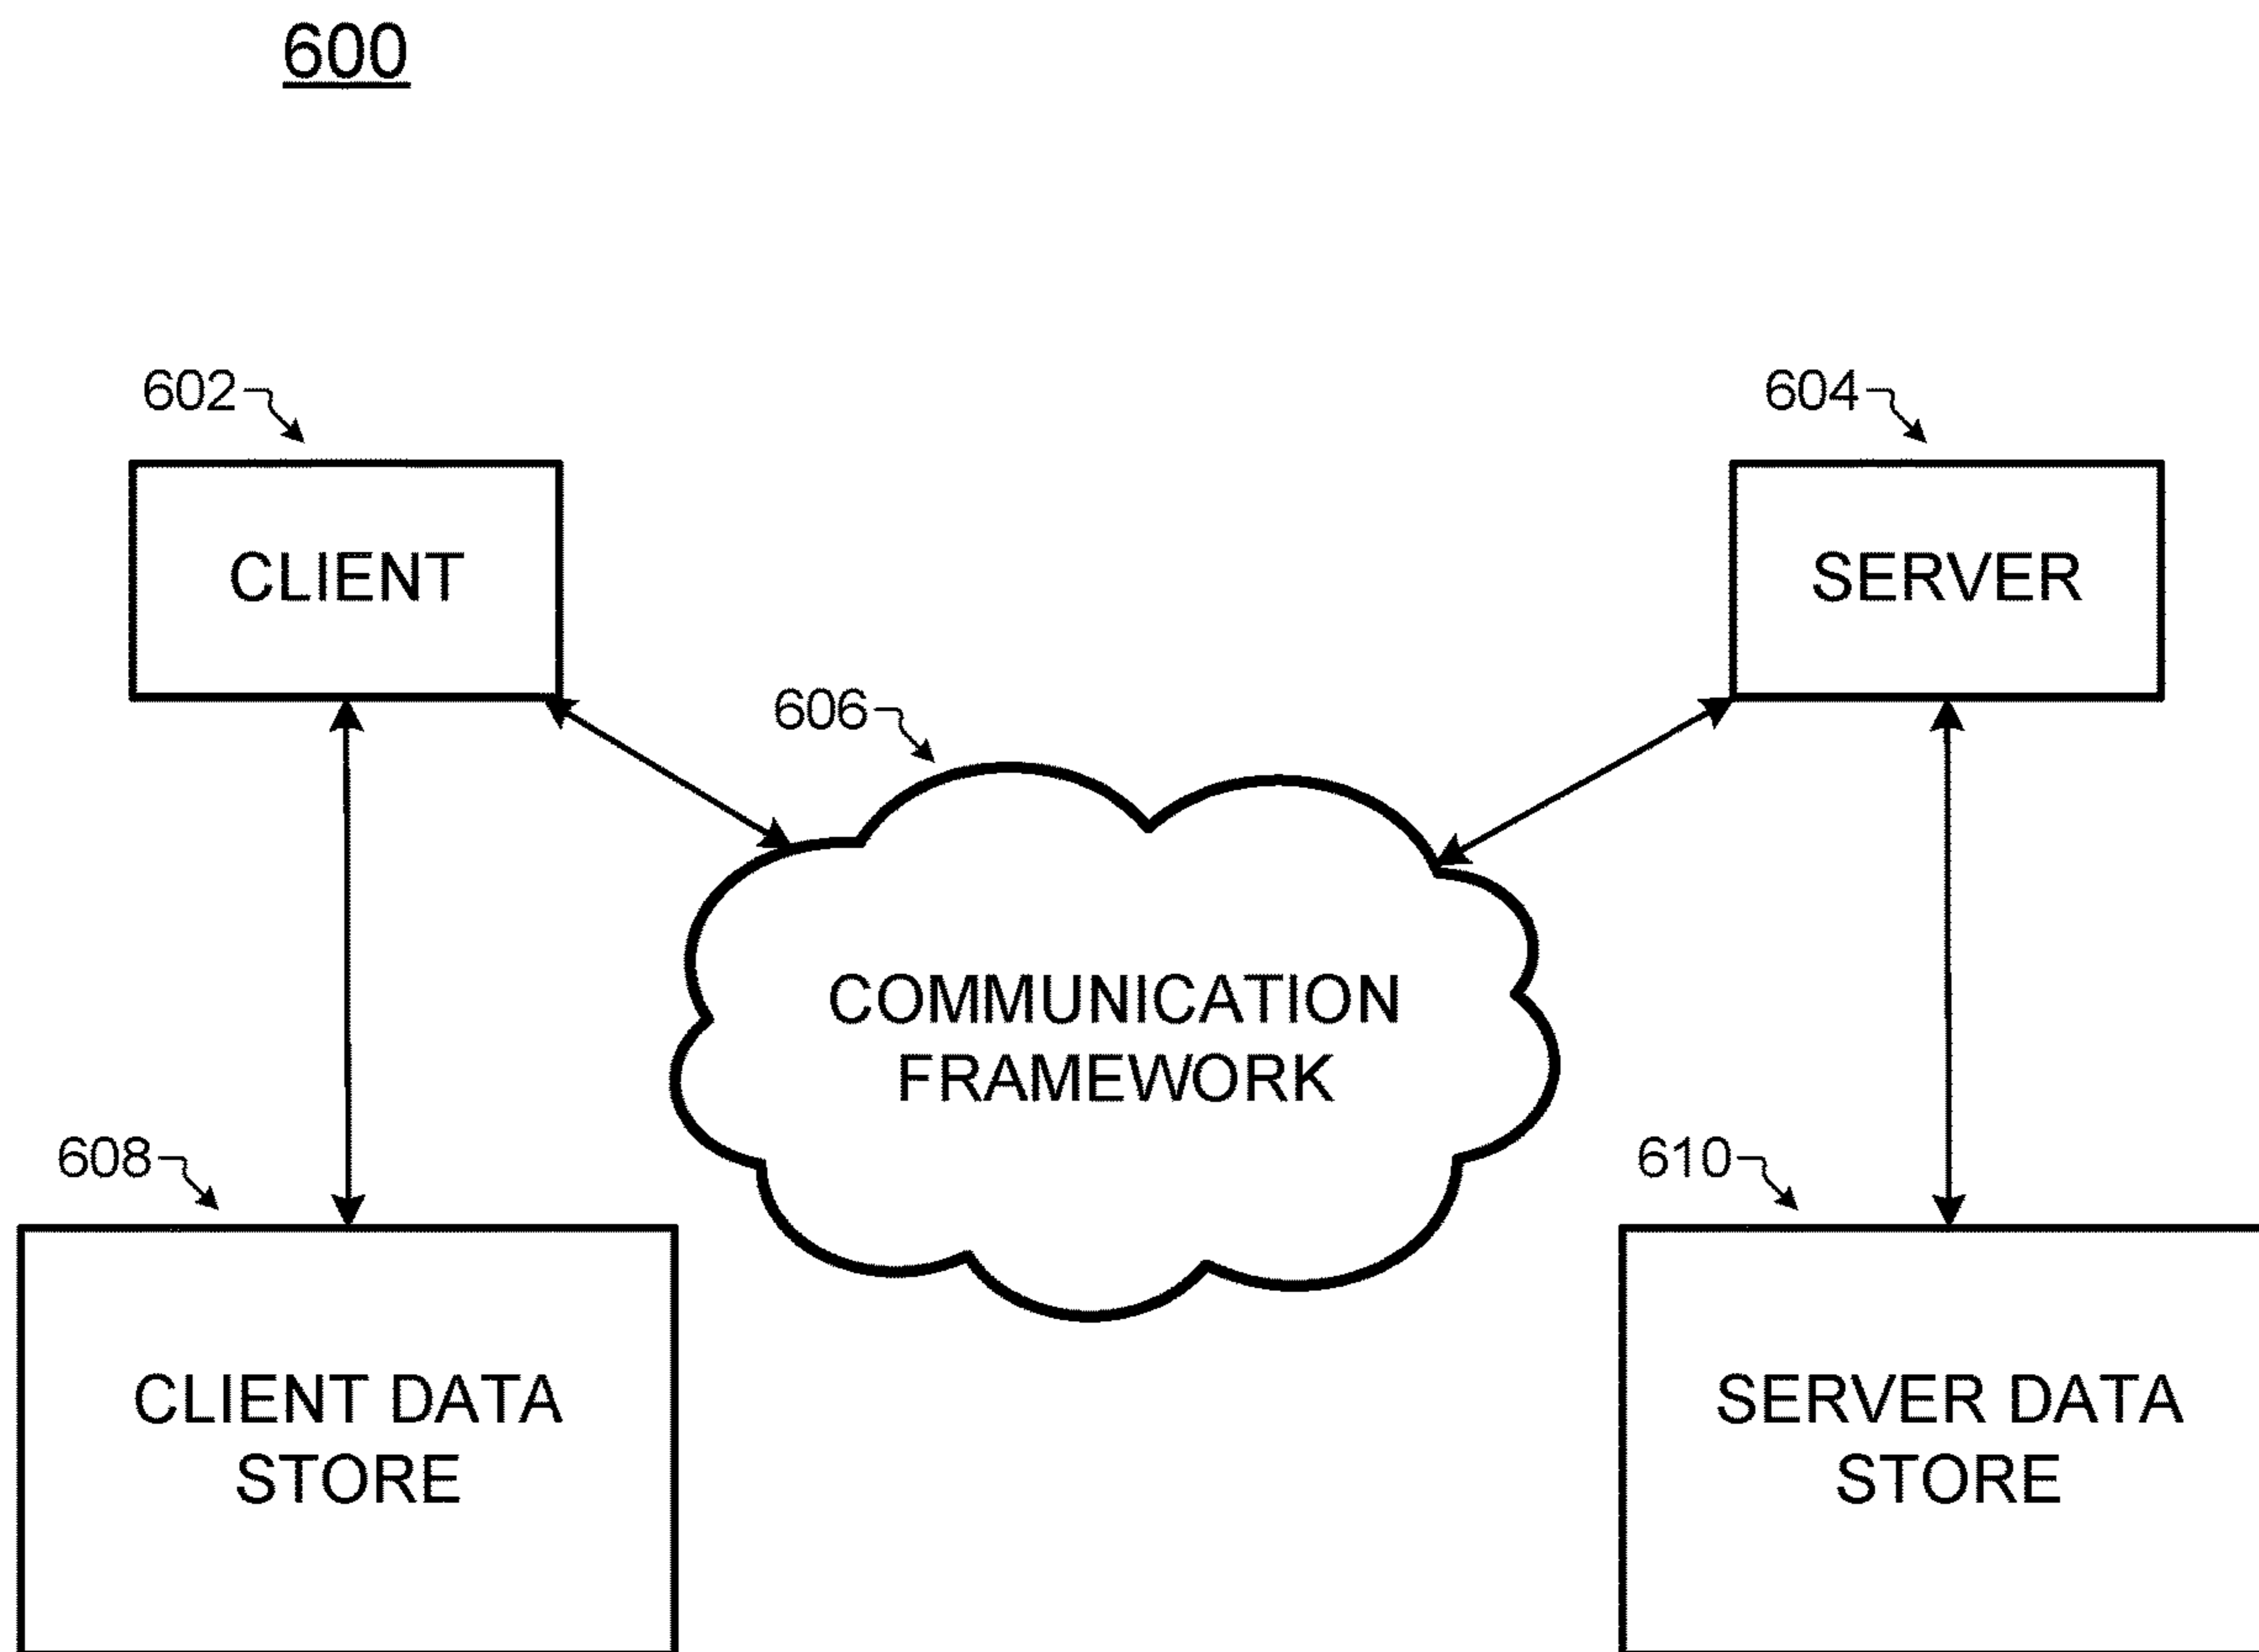 600
602
CLIENT
604
SERVER
606
COMMUNICATION
FRAMEWORK
608
CLIENT DATA
STORE
610
SERVER DATA
STORE